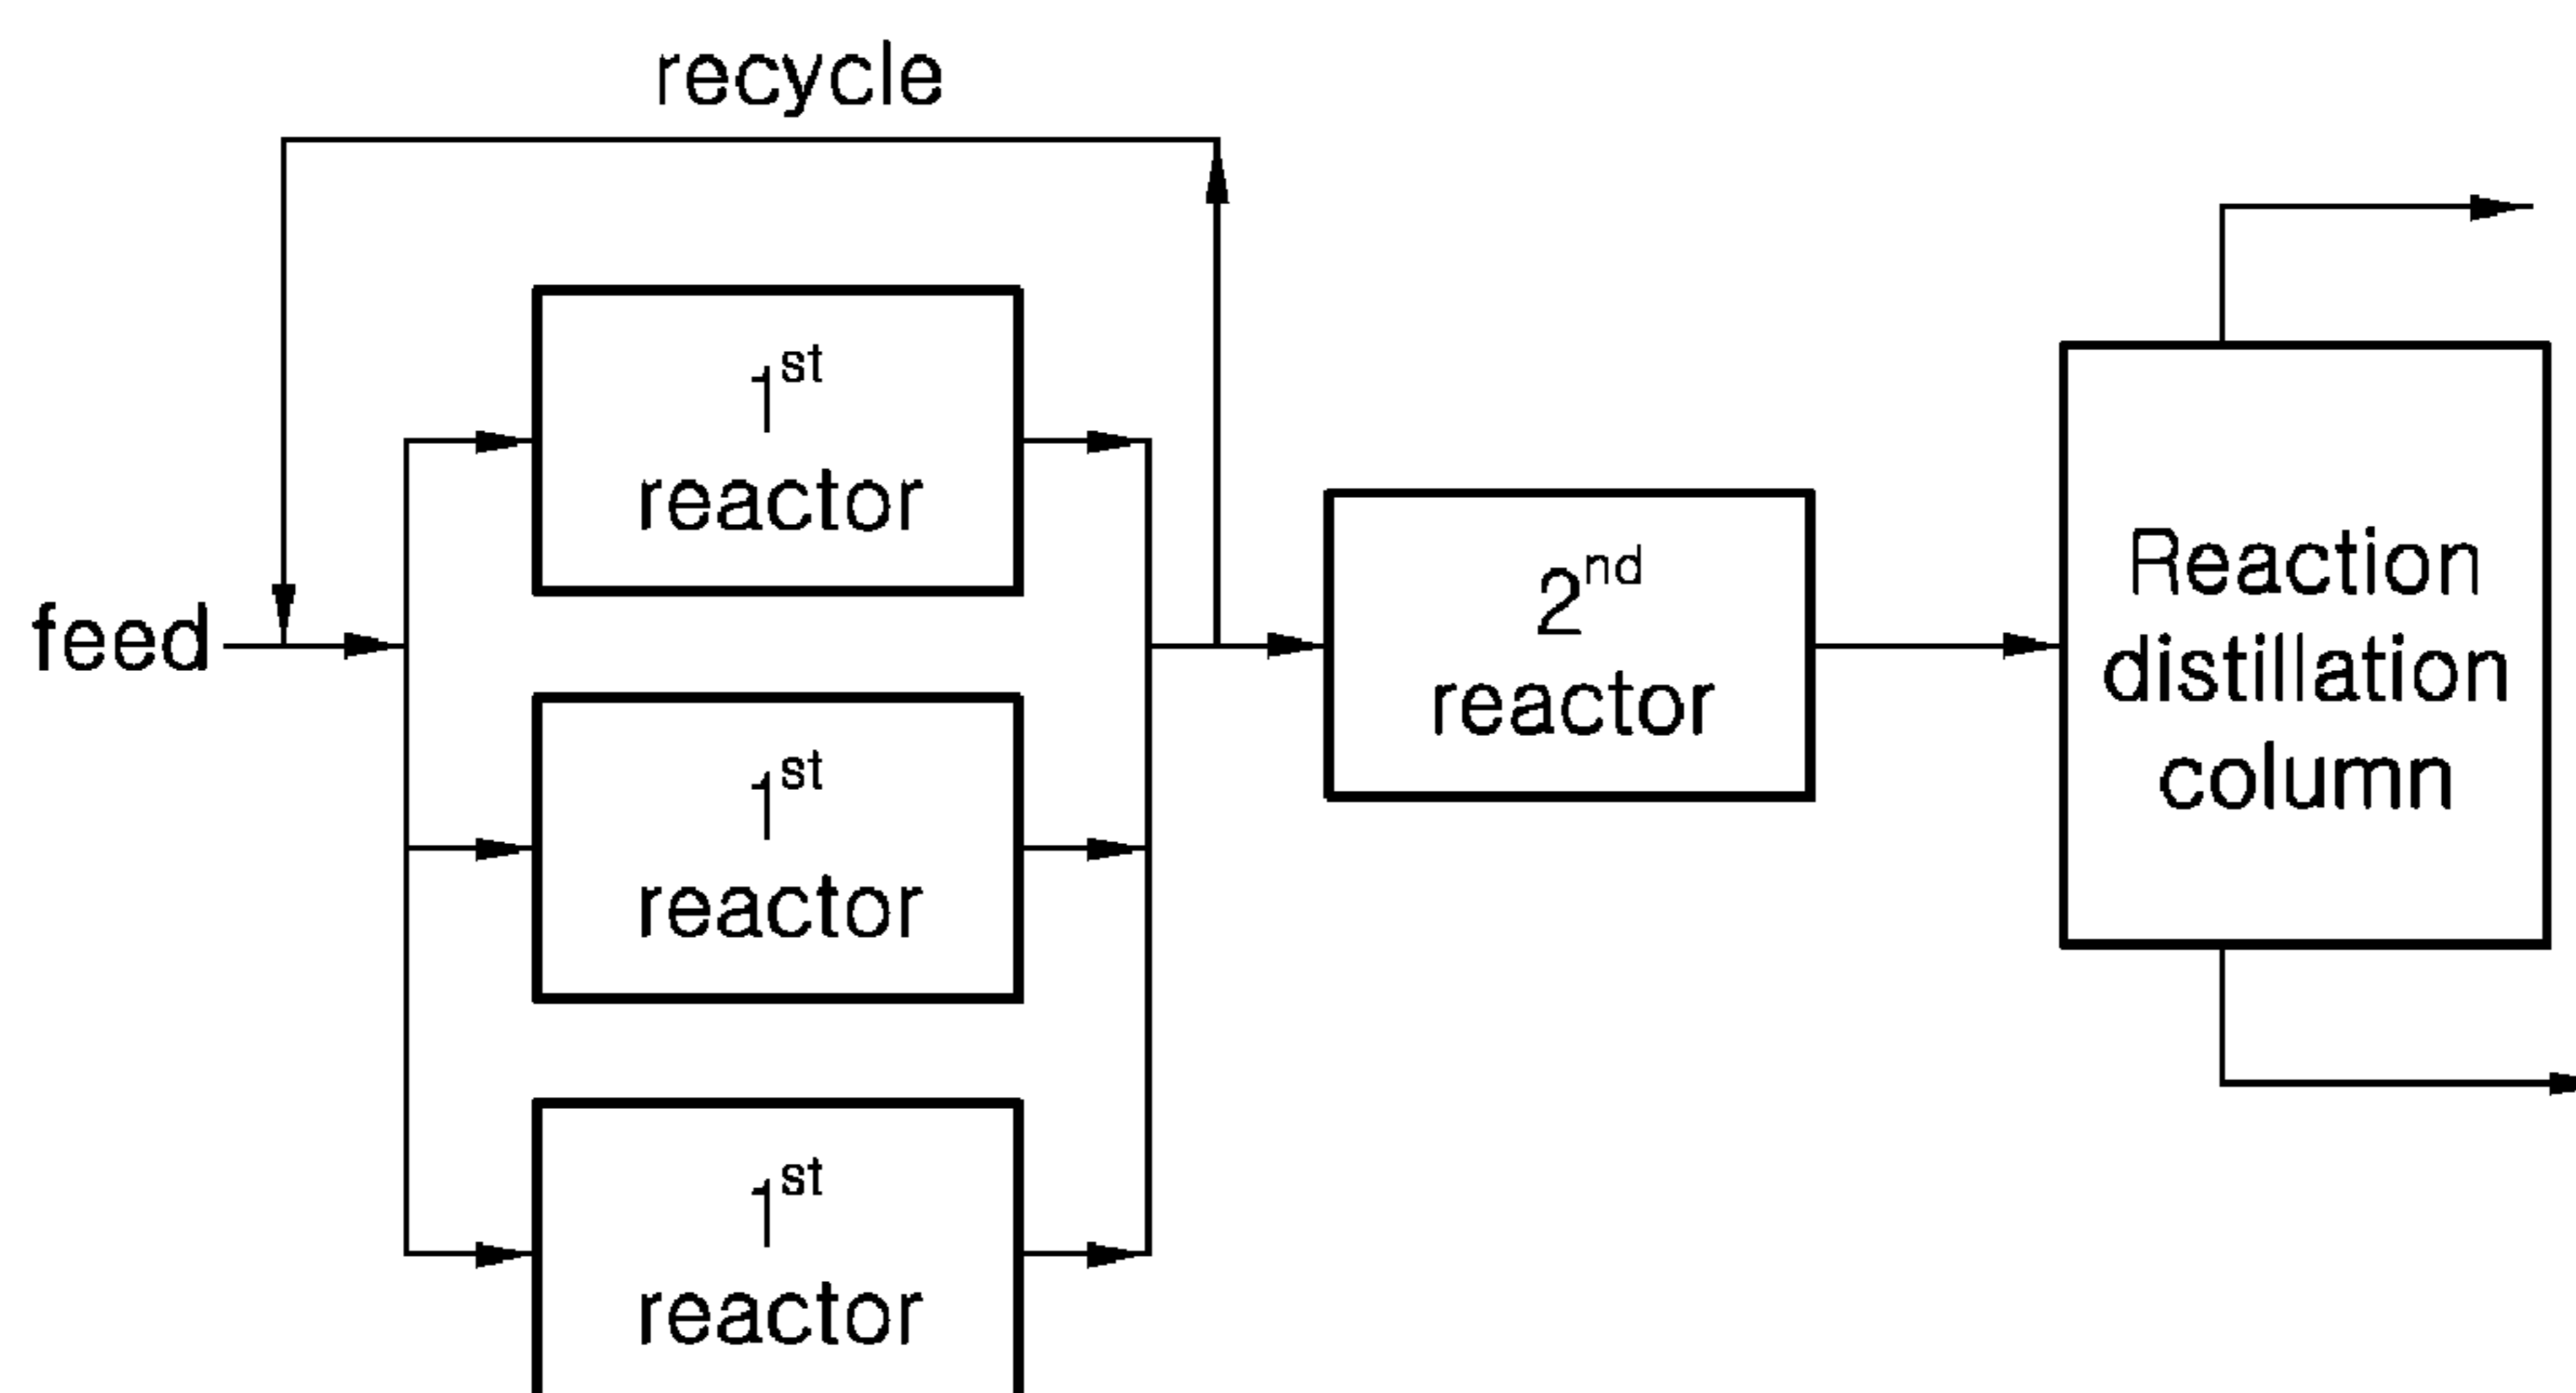 recycle
feed
1st
reactor
1st
reactor
1st
reactor
2nd
reactor
Reaction
distillation
column